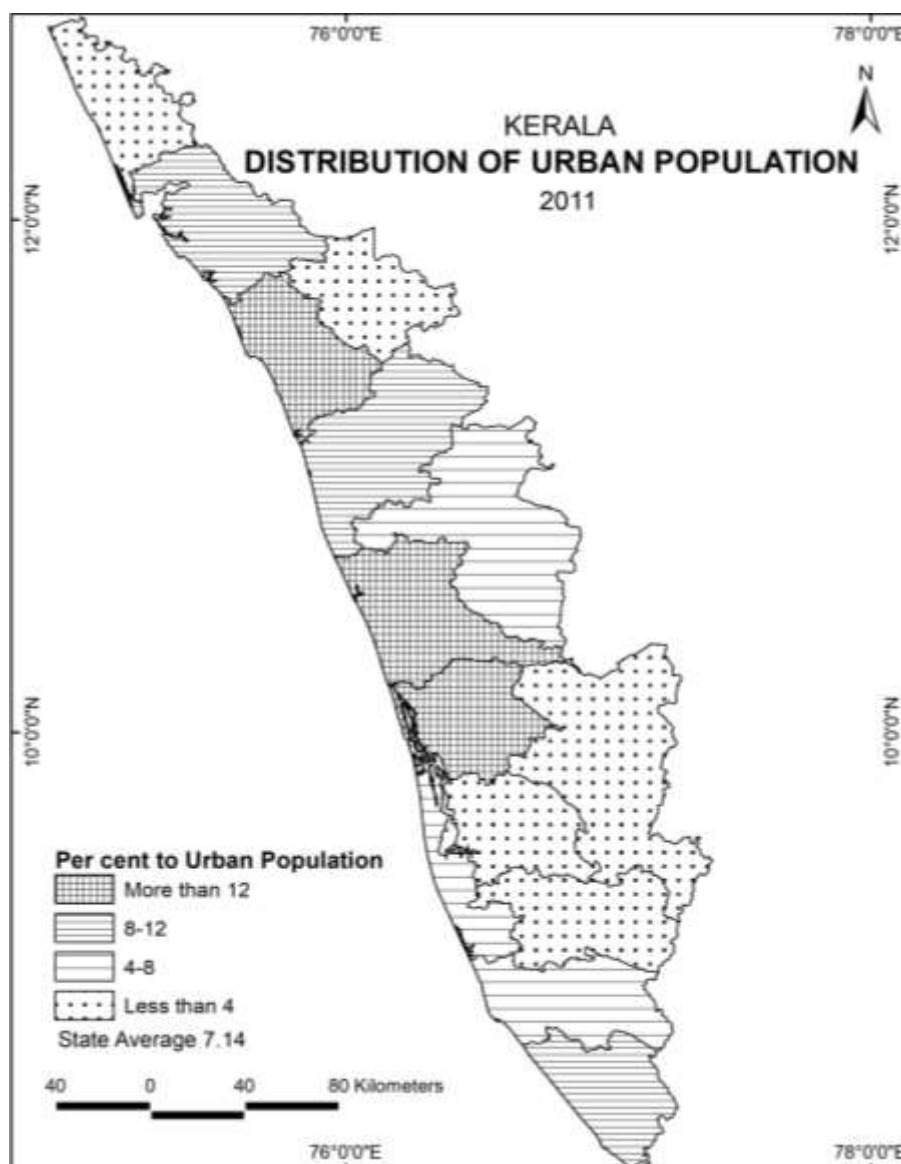 76°0'0"E 78°0'0"E
N
KERALA
DISTRIBUTION OF URBAN POPULATION
2011
12°0'0"N 12°0'0"N
10°0'0"N 10°0'0"N
Per cent to Urban Population
More than 12
8-12
4-8
Less than 4
State Average 7.14
40 0 40 80 Kilometers
76°0'0"E 78°0'0"E